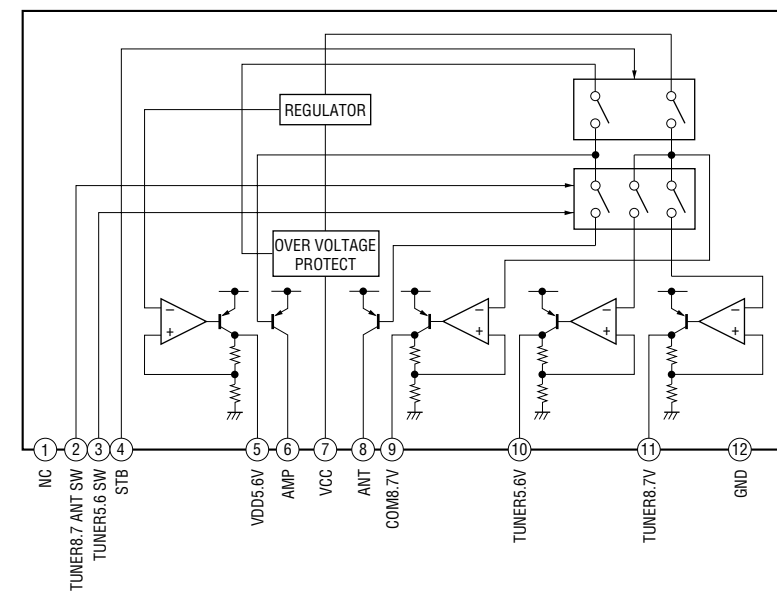 REGULATOR
OVER VOLTAGE
PROTECT
−
+
−
+
−
+
−
+
1
2
3
4
5
6
7
8
9
10
11
12
NC
TUNER8.7 ANT SW
TUNER5.6 SW
STB
VDD5.6V
AMP
VCC
ANT
COM8.7V
TUNER5.6V
TUNER8.7V
GND